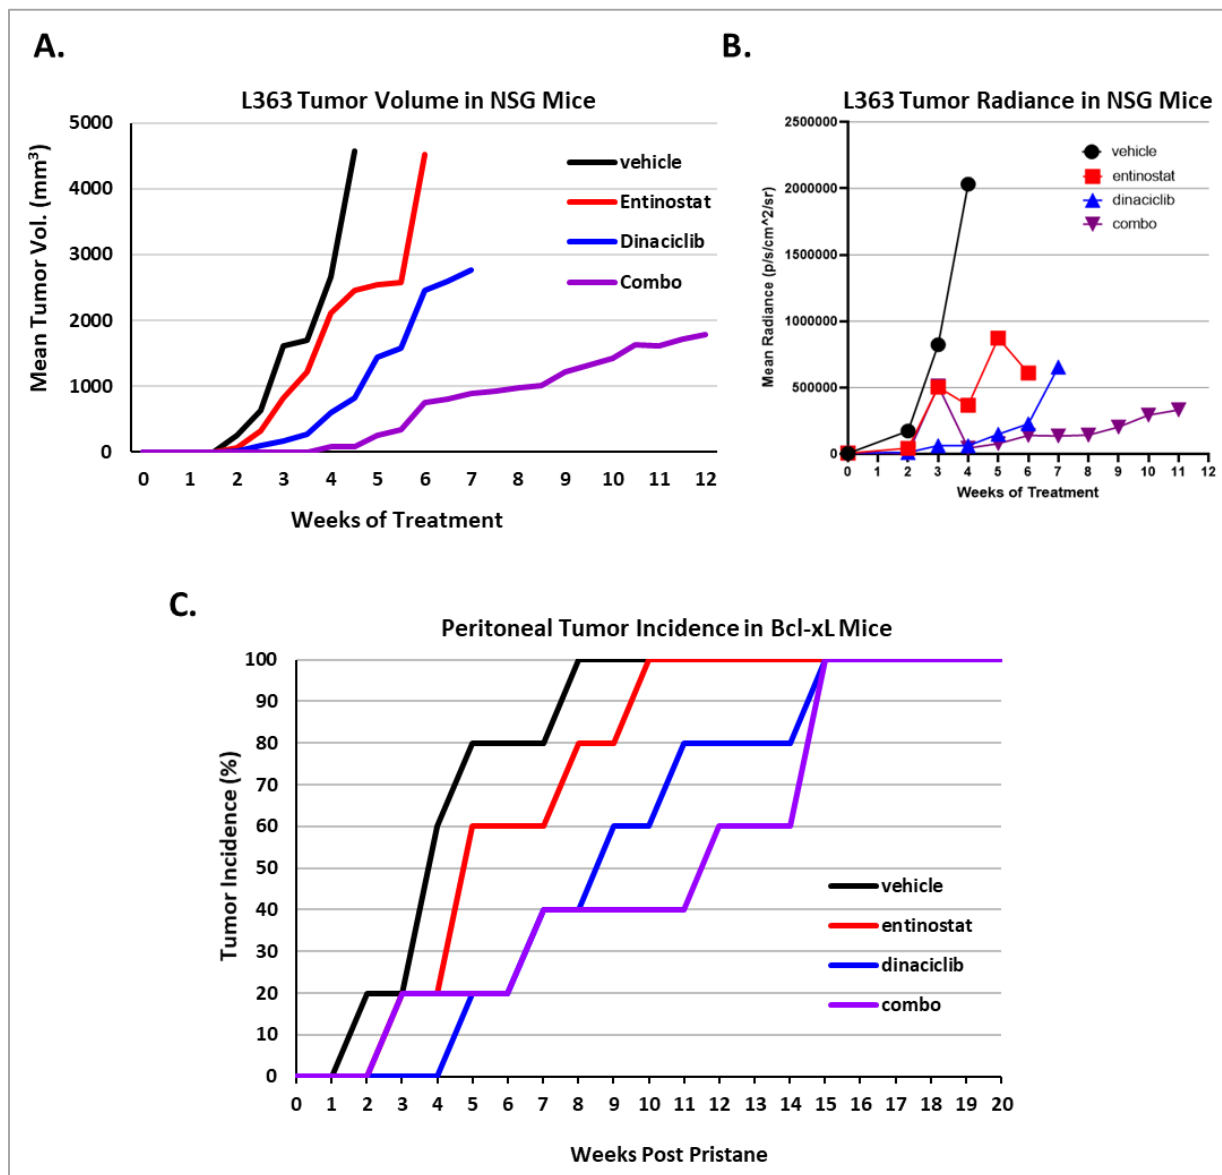 A.
L363 Tumor Volume in NSG Mice
Mean Tumor Vol. (mm³)
5000
4000
3000
2000
1000
0
vehicle
Entinostat
Dinaciclib
Combo
0 1 2 3 4 5 6 7 8 9 10 11 12
Weeks of Treatment
B.
L363 Tumor Radiance in NSG Mice
Mean Radiance (p/s/cm^2/sr)
2500000
2000000
1500000
1000000
500000
0
vehicle
entinostat
dinaciclib
combo
0 1 2 3 4 5 6 7 8 9 10 11 12
Weeks of Treatment
C.
Peritoneal Tumor Incidence in Bcl-xL Mice
Tumor Incidence (%)
100
90
80
70
60
50
40
30
20
10
0
vehicle
entinostat
dinaciclib
combo
0 1 2 3 4 5 6 7 8 9 10 11 12 13 14 15 16 17 18 19 20
Weeks Post Pristane